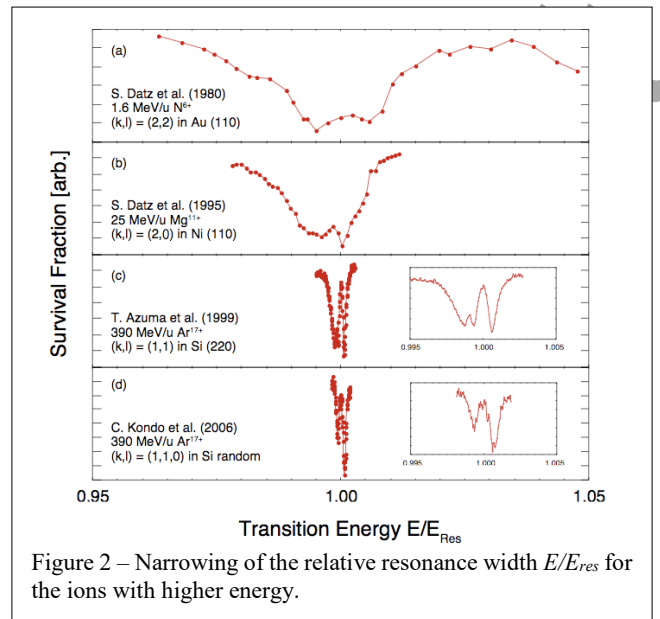 (a)
S. Datz et al. (1980)
1.6 MeV/u N⁶⁺
(k,l) = (2,2) in Au (110)
(b)
S. Datz et al. (1995)
25 MeV/u Mg¹¹⁺
(k,l) = (2,0) in Ni (110)
(c)
T. Azuma et al. (1999)
390 MeV/u Ar¹⁷⁺
(k,l) = (1,1) in Si (220)
0.995 1.000 1.005
(d)
C. Kondo et al. (2006)
390 MeV/u Ar¹⁷⁺
(k,l) = (1,1,0) in Si random
0.995 1.000 1.005
Survival Fraction [arb.]
0.95 1.00 1.05
Transition Energy E/E_Res
Figure 2 – Narrowing of the relative resonance width E/Eres for
the ions with higher energy.